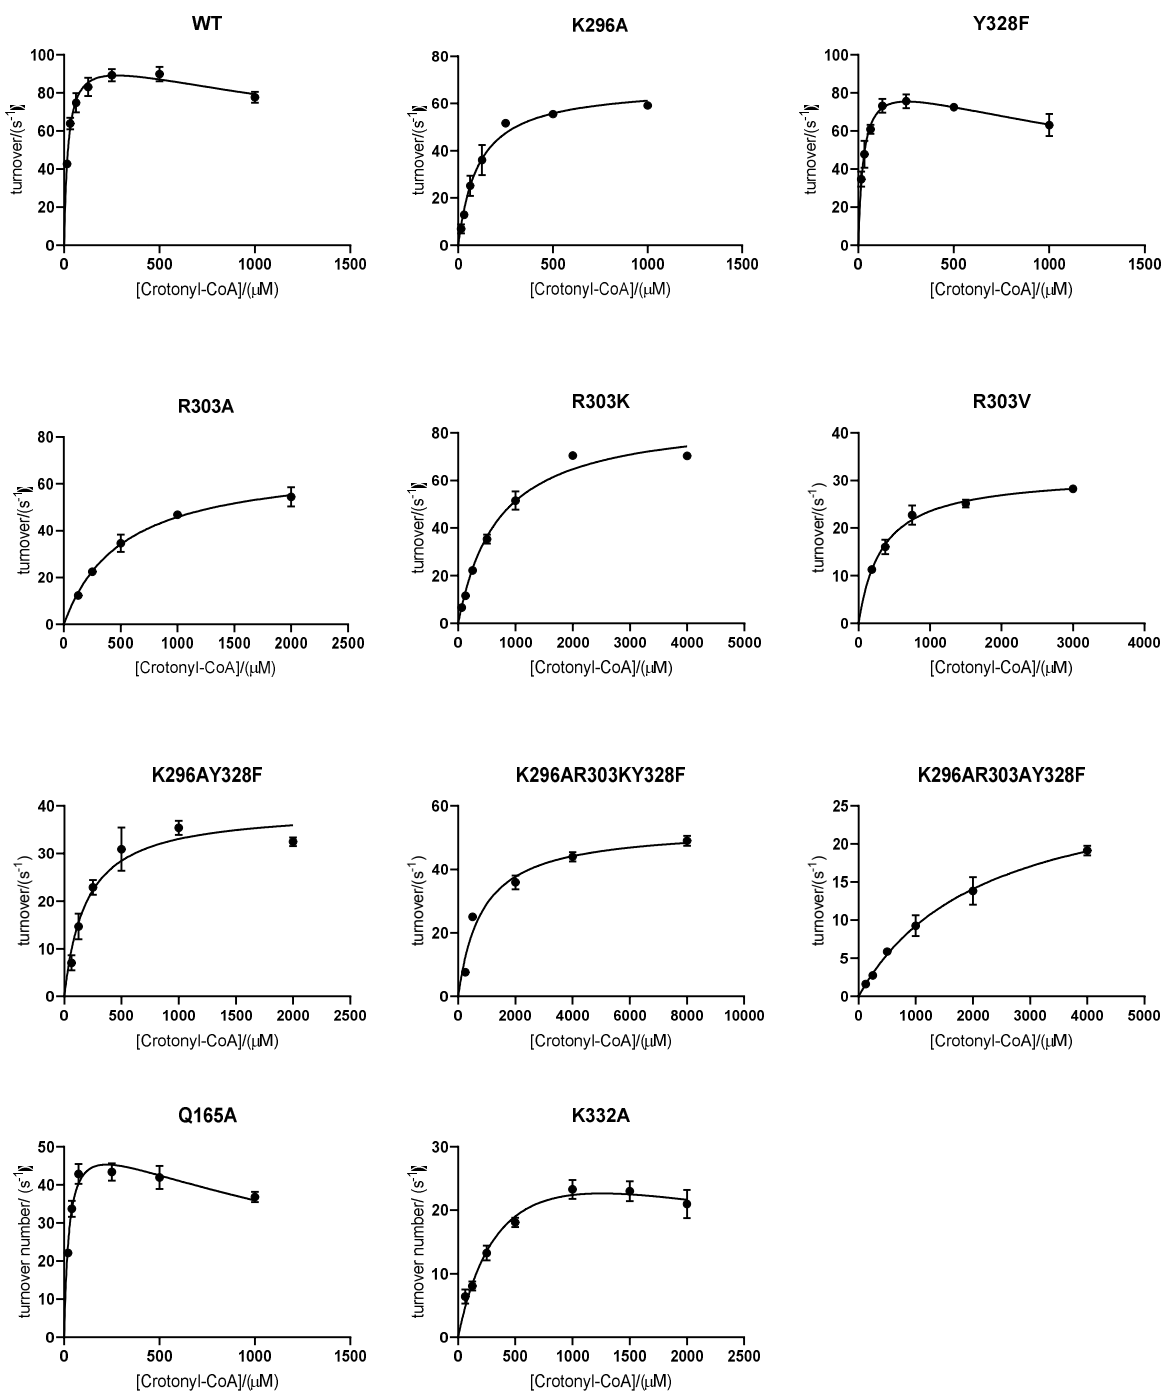 WT
100
80
60
40
20
0
turnover/(s⁻¹)
0 500 1000 1500
[Crotonyl-CoA]/(μM)
K296A
80
60
40
20
0
turnover/(s⁻¹)
0 500 1000 1500
[Crotonyl-CoA]/(μM)
Y328F
100
80
60
40
20
0
turnover/(s⁻¹)
0 500 1000 1500
[Crotonyl-CoA]/(μM)
R303A
80
60
40
20
0
turnover/(s⁻¹)
0 500 1000 1500 2000 2500
[Crotonyl-CoA]/(μM)
R303K
80
60
40
20
0
turnover/(s⁻¹)
0 1000 2000 3000 4000 5000
[Crotonyl-CoA]/(μM)
R303V
40
30
20
10
0
turnover/(s⁻¹)
0 1000 2000 3000 4000
[Crotonyl-CoA]/(μM)
K296AY328F
40
30
20
10
0
turnover/(s⁻¹)
0 500 1000 1500 2000 2500
[Crotonyl-CoA]/(μM)
K296AR303KY328F
60
40
20
0
turnover/(s⁻¹)
0 2000 4000 6000 8000 10000
[Crotonyl-CoA]/(μM)
K296AR303AY328F
25
20
15
10
5
0
turnover/(s⁻¹)
0 1000 2000 3000 4000 5000
[Crotonyl-CoA]/(μM)
Q165A
50
40
30
20
10
0
turnover number/ (s⁻¹)
0 500 1000 1500
[Crotonyl-CoA]/(μM)
K332A
30
20
10
0
turnover number/ (s⁻¹)
0 500 1000 1500 2000 2500
[Crotonyl-CoA]/(μM)